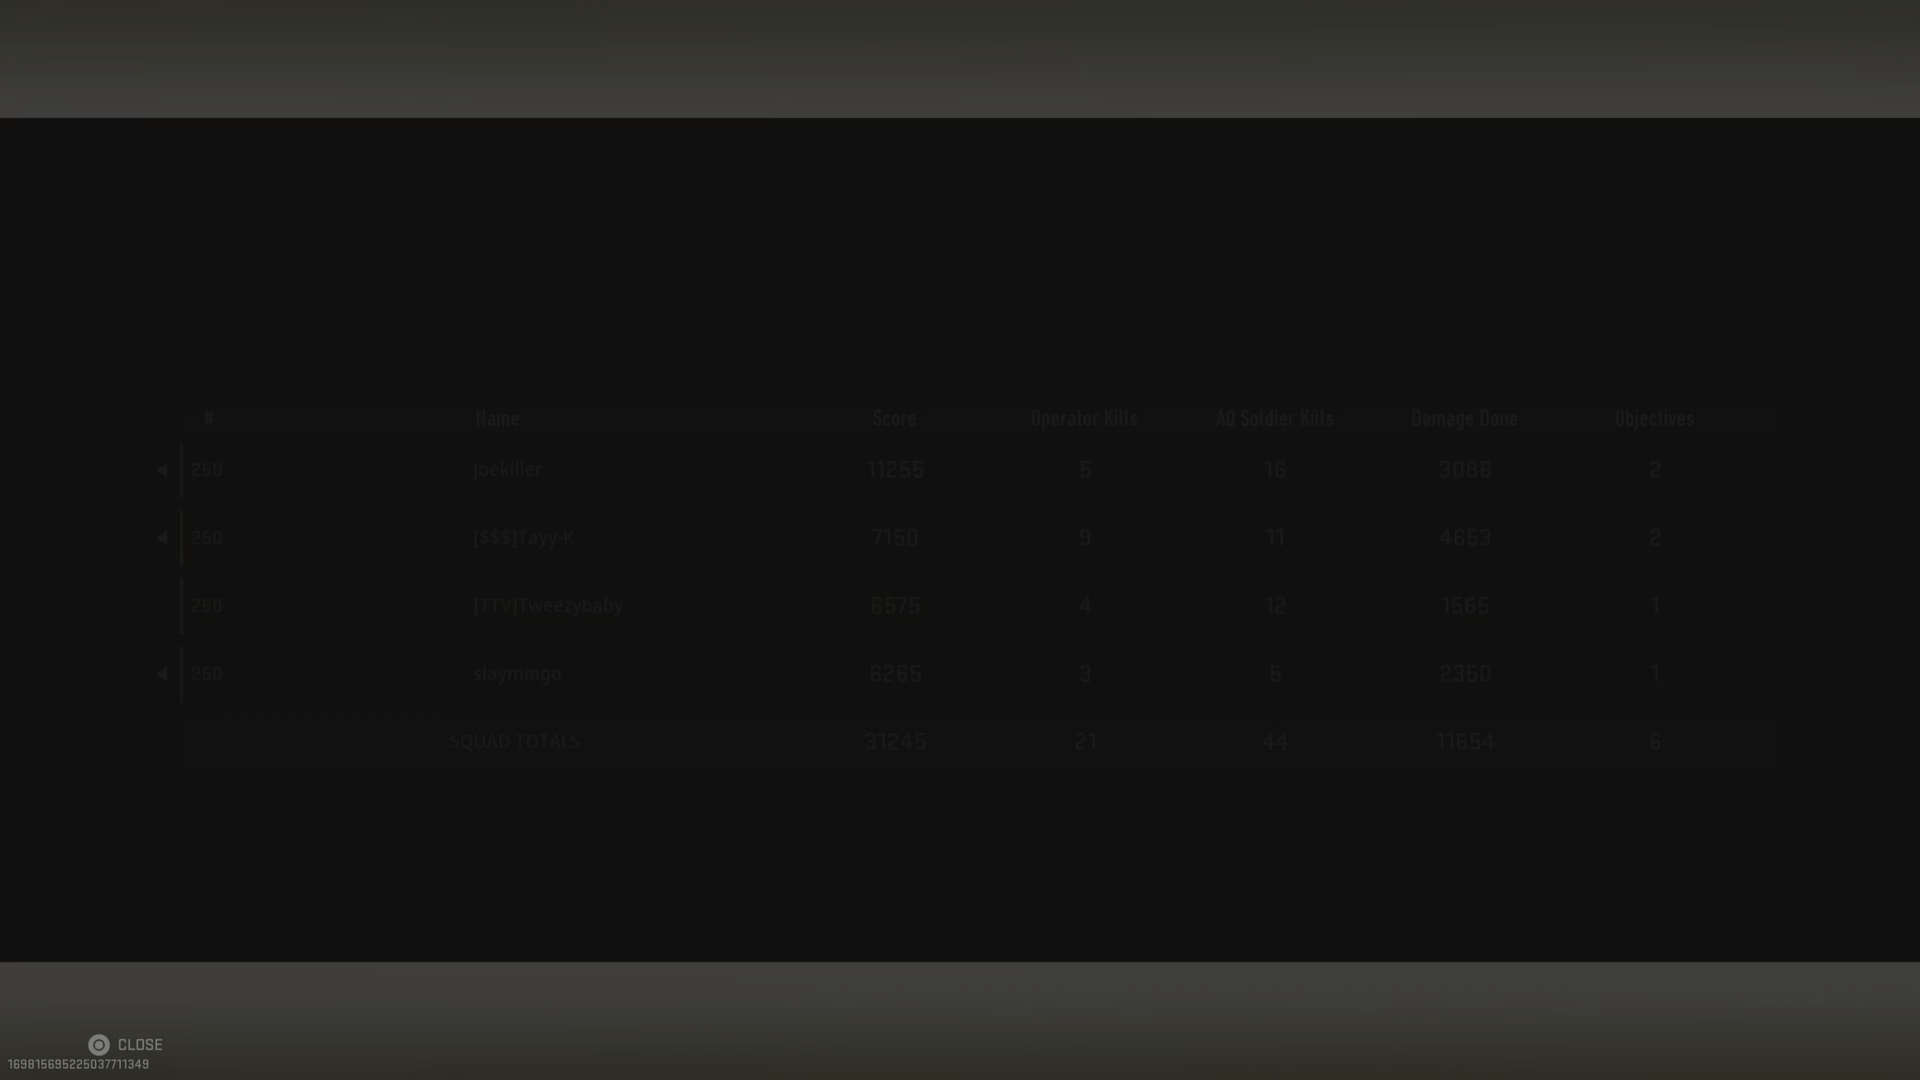 # Name Score Operator Kills AQ Soldier Kills Damage Done Objectives
250 joekiller 11255 5 16 3086 2
250 [$$$]Tayy-K 7150 9 11 4653 2
250 [TTV]Tweezybaby 6575 4 12 1565 1
250 slaymingo 6265 3 5 2350 1
SQUAD TOTALS 31245 21 44 11654 6
CLOSE
16981569522503771349